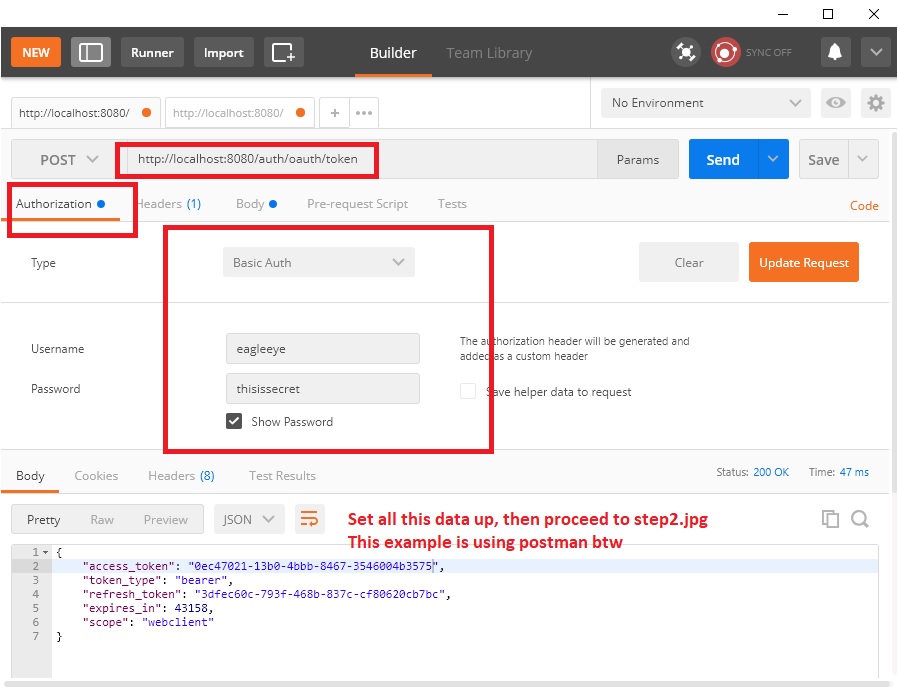 NEW Runner Import Builder Team Library SYNC OFF
http://localhost:8080/ http://localhost:8080/ + ••• No Environment
POST http://localhost:8080/auth/oauth/token Params Send Save
Authorization Headers (1) Body Pre-request Script Tests Code
Type Basic Auth Clear Update Request
Username eagleeye
The authorization header will be generated and
added as a custom header
Password thisissecret
Save helper data to request
Show Password
Body Cookies Headers (8) Test Results Status: 200 OK Time: 47 ms
Pretty Raw Preview JSON
Set all this data up, then proceed to step2.jpg
This example is using postman btw
1 {
2 "access_token": "0ec47021-13b0-4bbb-8467-3546004b3575",
3 "token_type": "bearer",
4 "refresh_token": "3dfec60c-793f-468b-837c-cf80620cb7bc",
5 "expires_in": 43158,
6 "scope": "webclient"
7 }